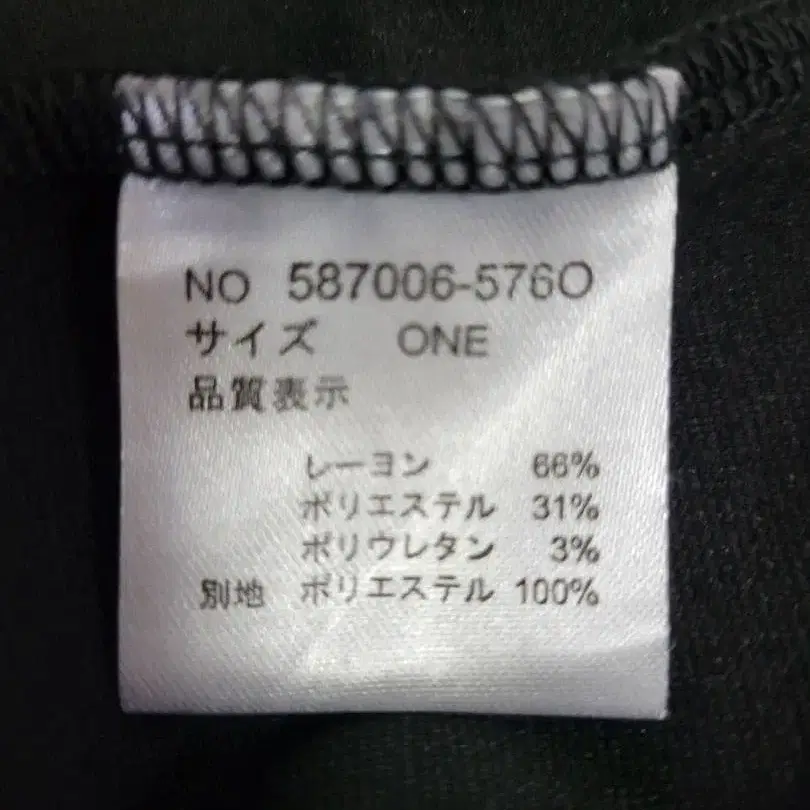 NO 587006-576O
サイズ ONE
品質表示
レーヨン 66%
ポリエステル 31%
ポリウレタン 3%
別地 ポリエステル 100%